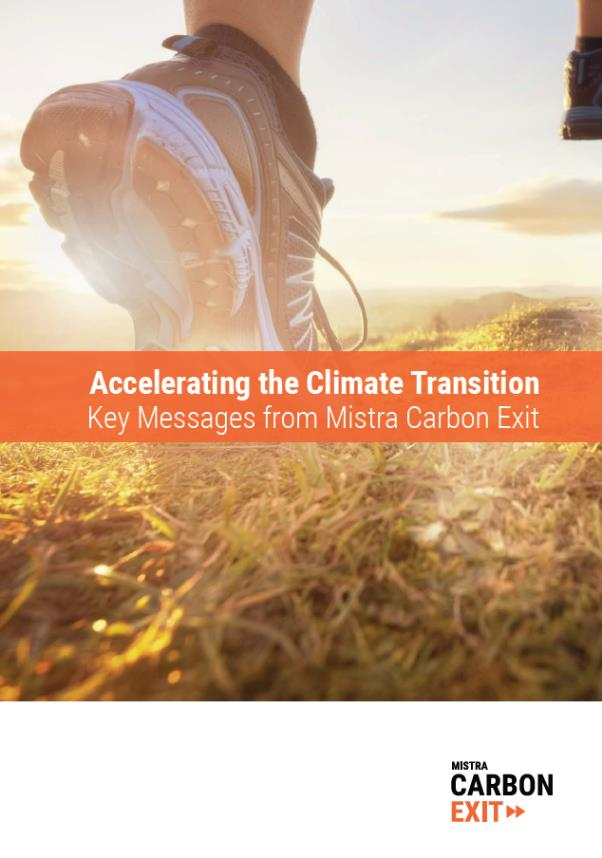 Accelerating the Climate Transition
Key Messages from Mistra Carbon Exit
MISTRA
CARBON
EXIT